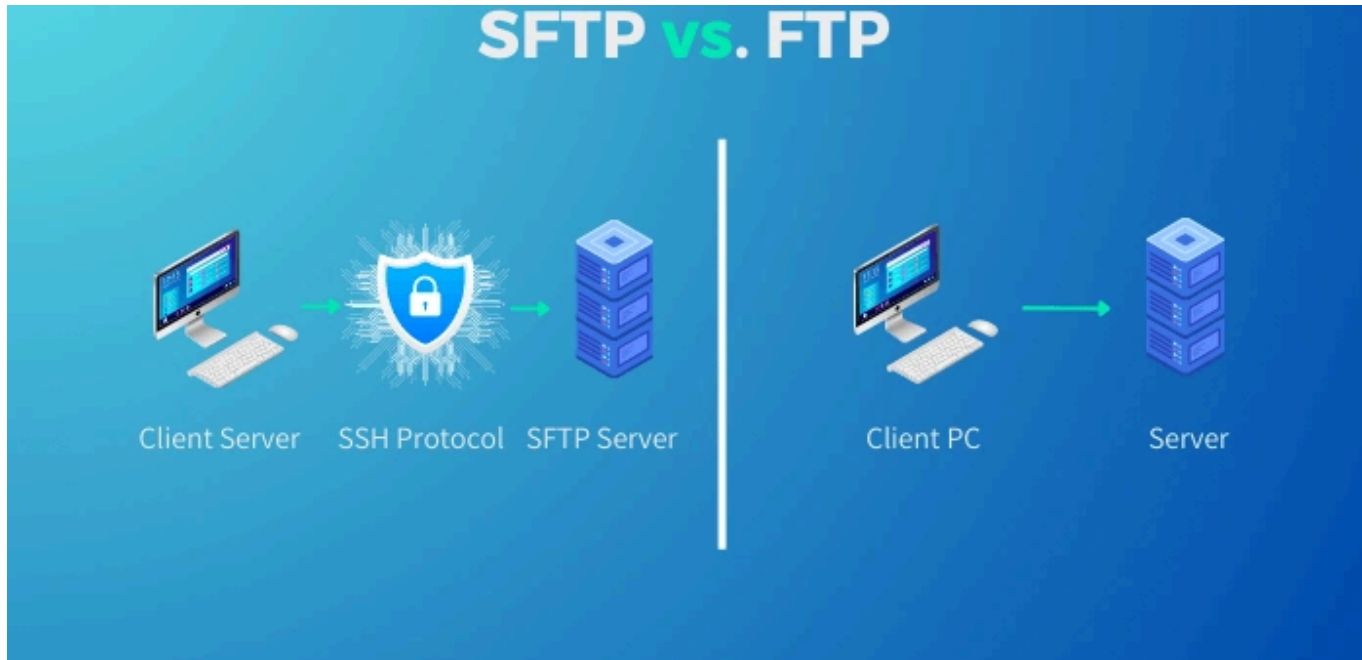 SFTP vs. FTP
Client Server
SSH Protocol
SFTP Server
Client PC
Server